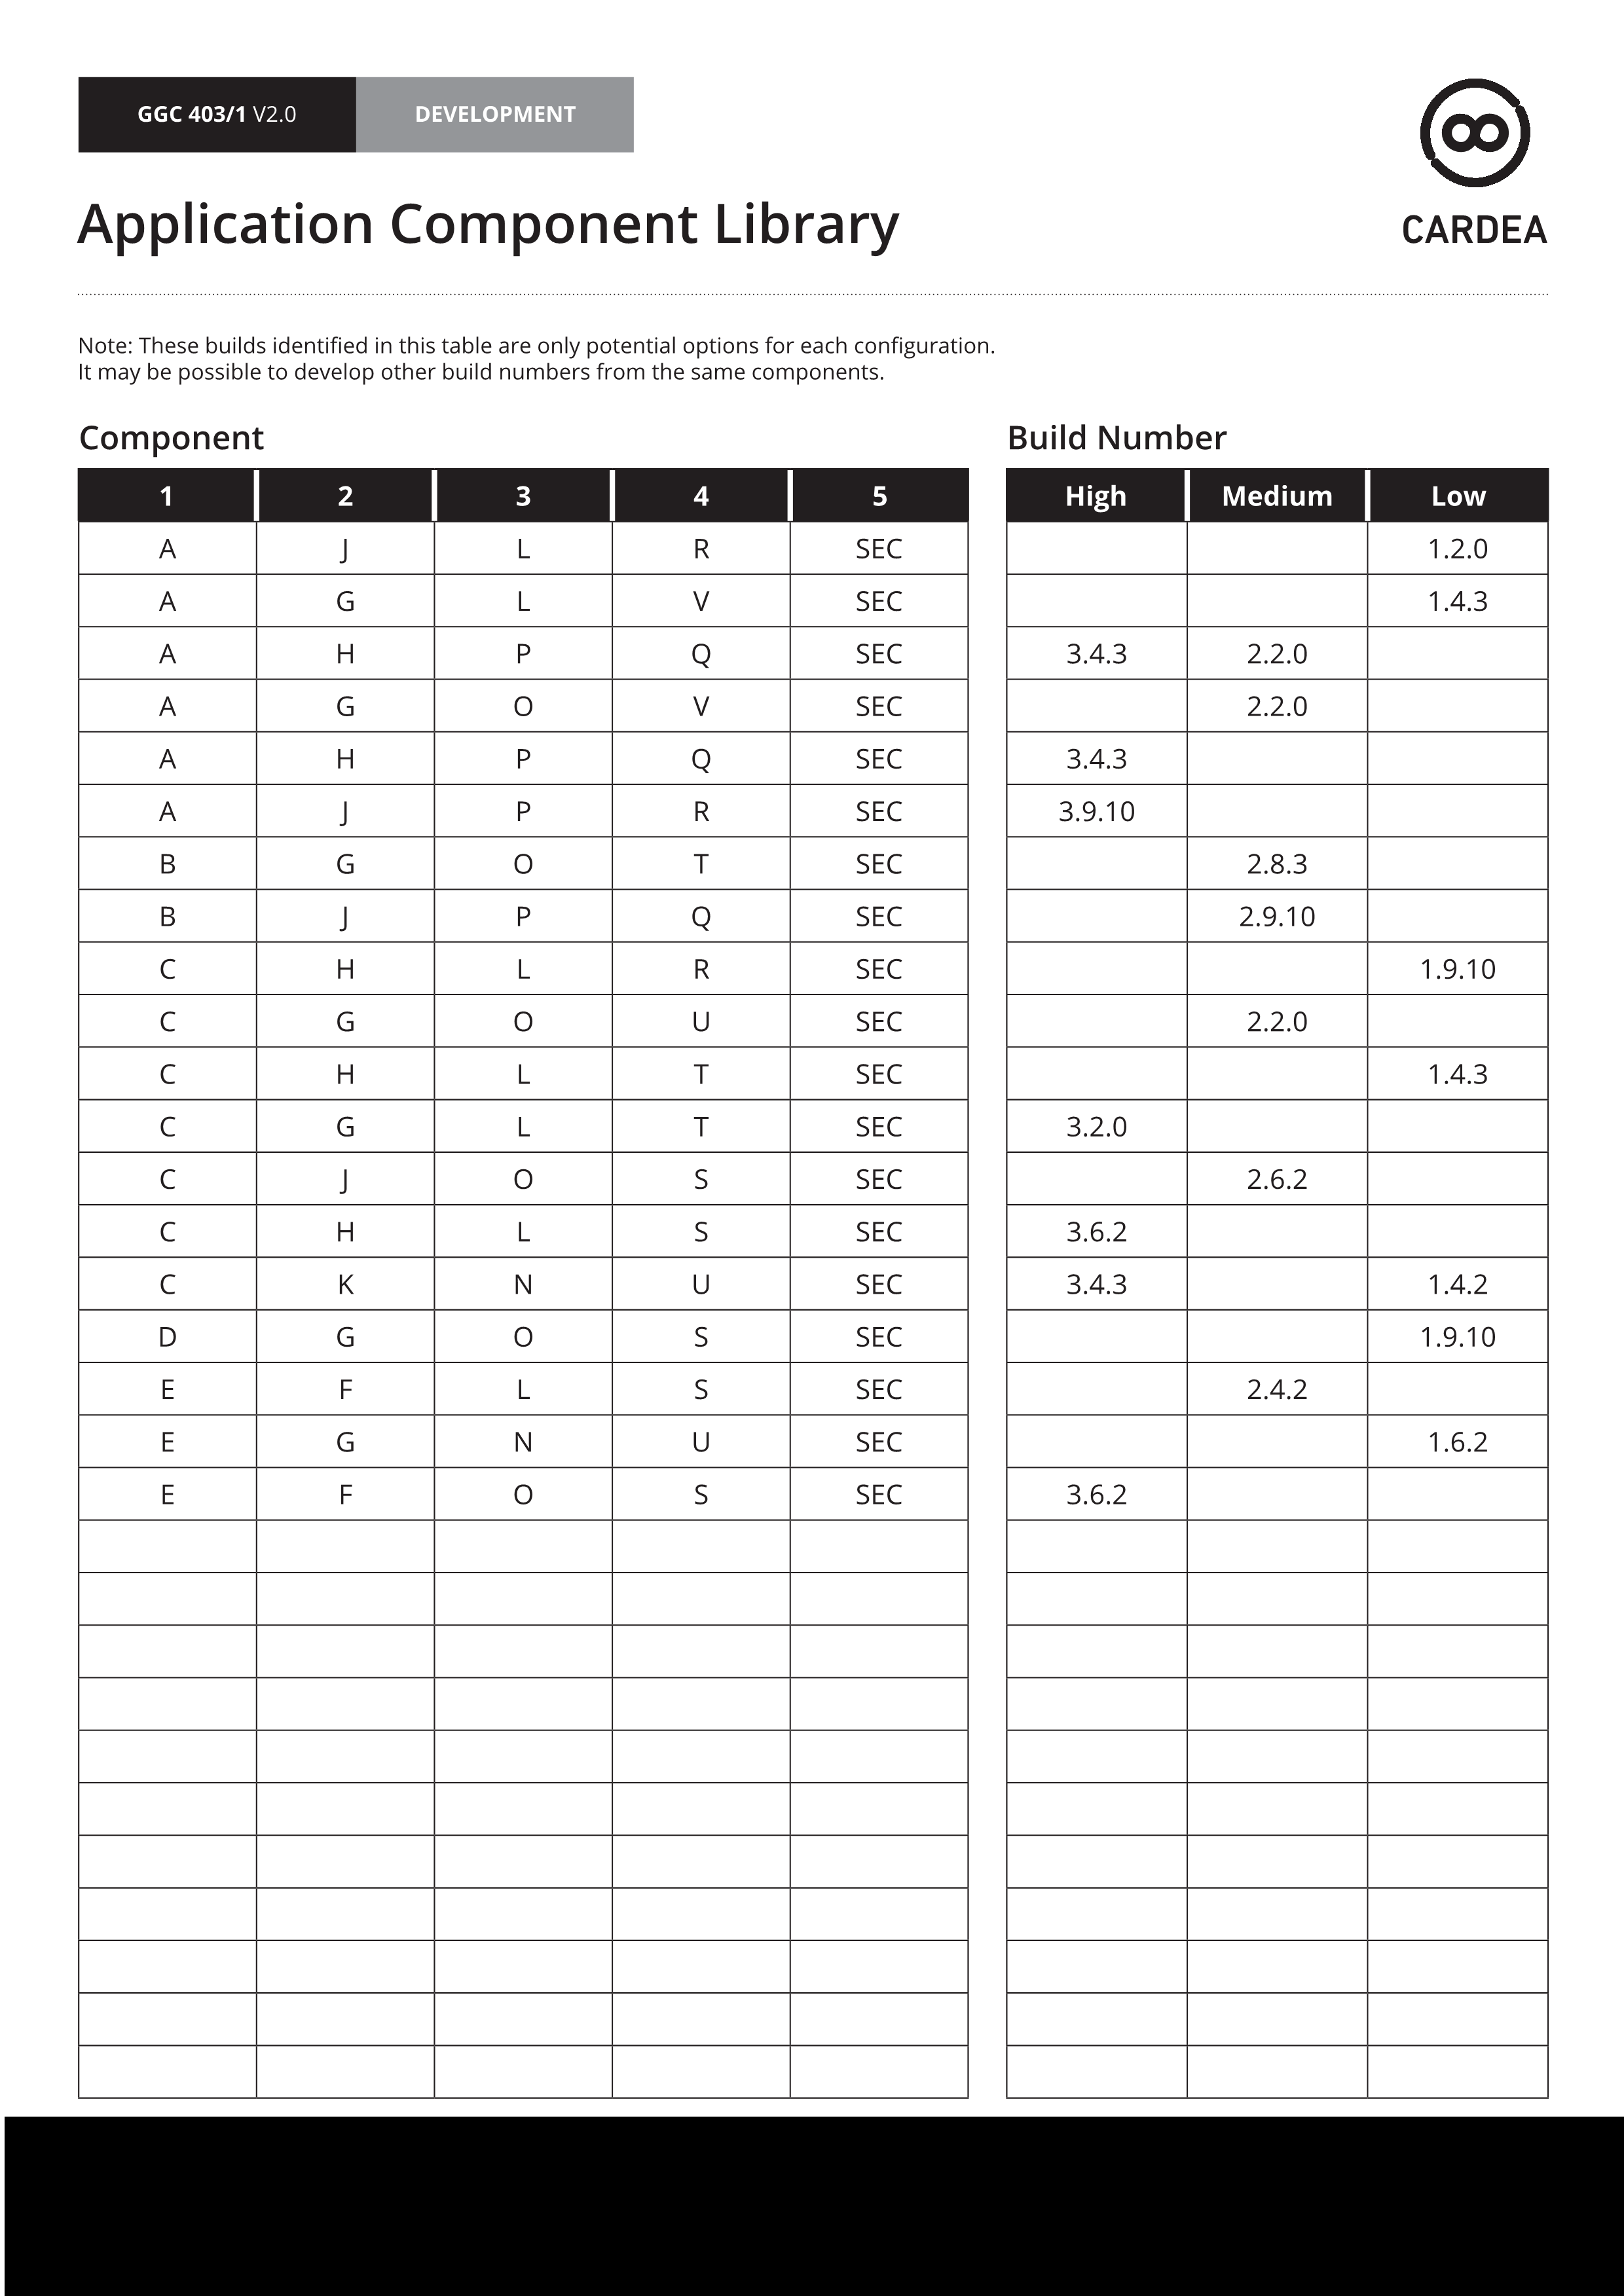 GGC 403/1 V2.0 DEVELOPMENT
CARDEA
Application Component Library
Note: These builds identified in this table are only potential options for each configuration.
It may be possible to develop other build numbers from the same components.
Component Build Number
1 2 3 4 5 High Medium Low
A J L R SEC 1.2.0
A G L V SEC 1.4.3
A H P Q SEC 3.4.3 2.2.0
A G O V SEC 2.2.0
A H P Q SEC 3.4.3
A J P R SEC 3.9.10
B G O T SEC 2.8.3
B J P Q SEC 2.9.10
C H L R SEC 1.9.10
C G O U SEC 2.2.0
C H L T SEC 1.4.3
C G L T SEC 3.2.0
C J O S SEC 2.6.2
C H L S SEC 3.6.2
C K N U SEC 3.4.3 1.4.2
D G O S SEC 1.9.10
E F L S SEC 2.4.2
E G N U SEC 1.6.2
E F O S SEC 3.6.2